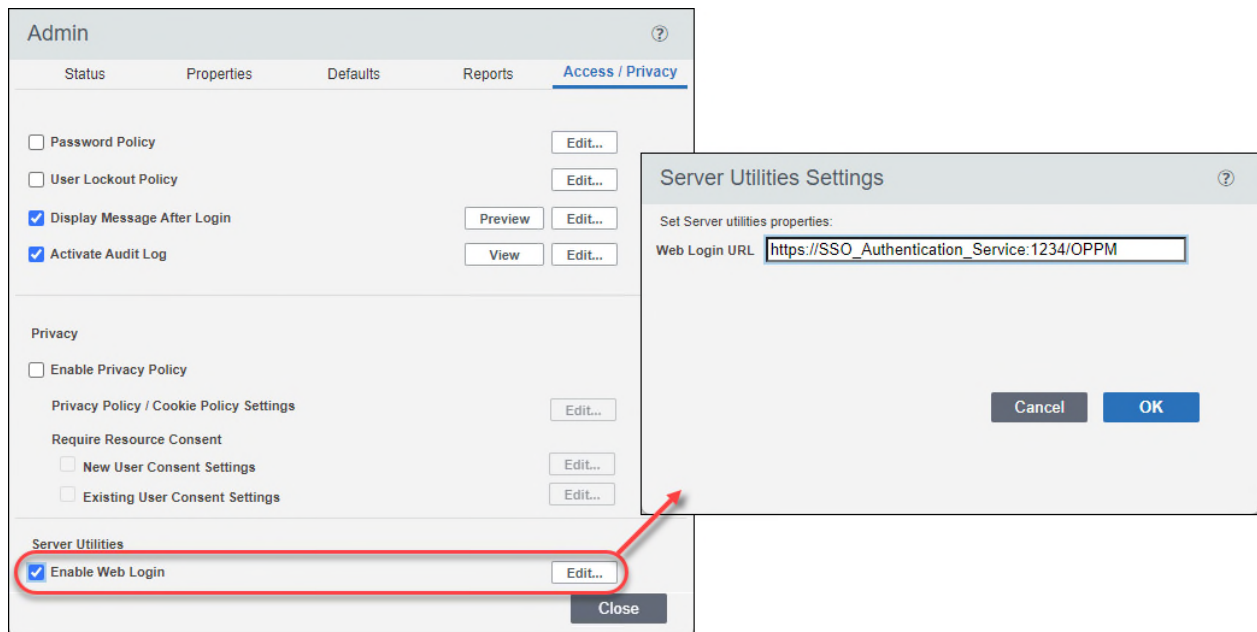 Admin ?
Status Properties Defaults Reports Access / Privacy
Password Policy Edit...
User Lockout Policy Edit...
Display Message After Login Preview Edit...
Activate Audit Log View Edit...
Privacy
Enable Privacy Policy
Privacy Policy / Cookie Policy Settings Edit...
Require Resource Consent
New User Consent Settings Edit...
Existing User Consent Settings Edit...
Server Utilities
Enable Web Login Edit...
Close
Server Utilities Settings ?
Set Server utilities properties:
Web Login URL https://SSO_Authentication_Service:1234/OPPM
Cancel OK